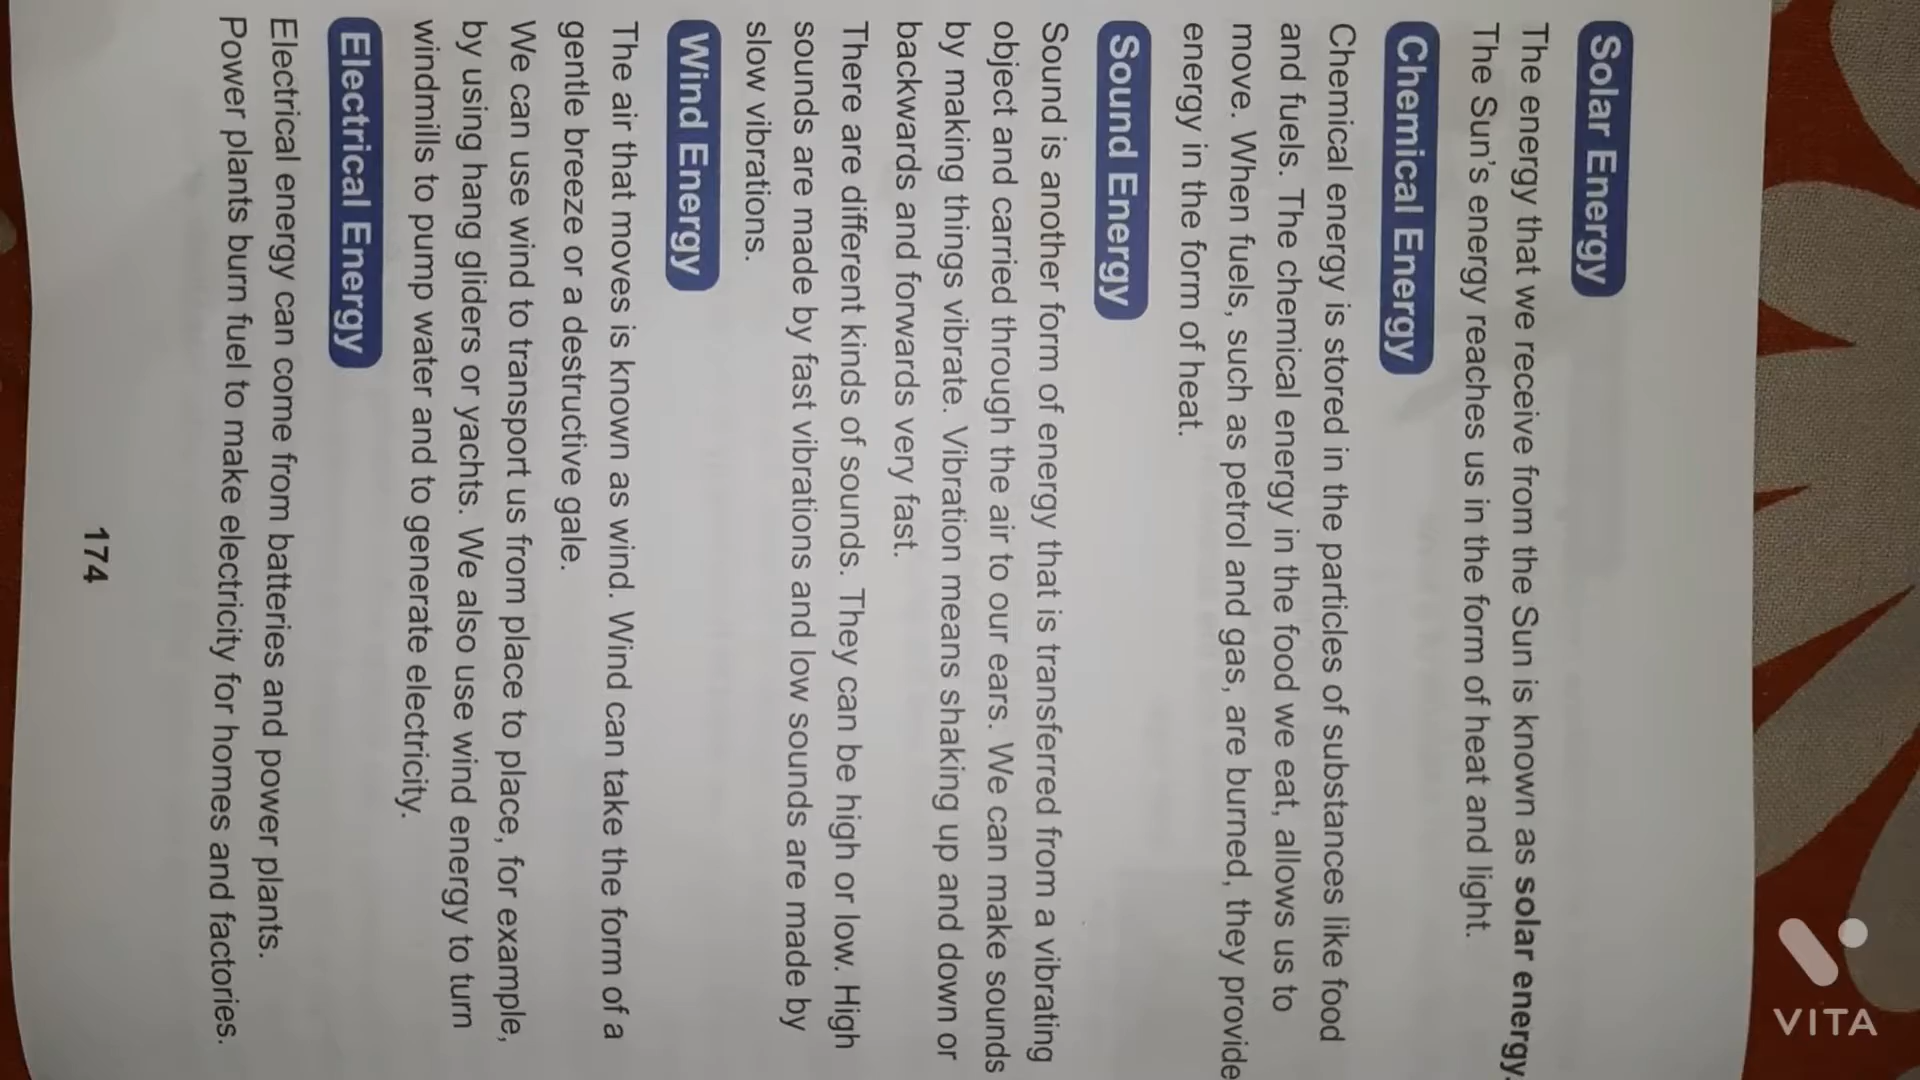 Solar Energy
The energy that we receive from the Sun is known as solar energy.
The Sun's energy reaches us in the form of heat and light.
Chemical Energy
Chemical energy is stored in the particles of substances like food
and fuels. The chemical energy in the food we eat, allows us to
move. When fuels, such as petrol and gas, are burned, they provide
energy in the form of heat.
Sound Energy
Sound is another form of energy that is transferred from a vibrating
object and carried through the air to our ears. We can make sounds
by making things vibrate. Vibration means shaking up and down or
backwards and forwards very fast.
There are different kinds of sounds. They can be high or low. High
sounds are made by fast vibrations and low sounds are made by
slow vibrations.
Wind Energy
The air that moves is known as wind. Wind can take the form of a
gentle breeze or a destructive gale.
We can use wind to transport us from place to place, for example,
by using hang gliders or yachts. We also use wind energy to turn
windmills to pump water and to generate electricity.
Electrical Energy
Electrical energy can come from batteries and power plants.
Power plants burn fuel to make electricity for homes and factories.
174
VITA